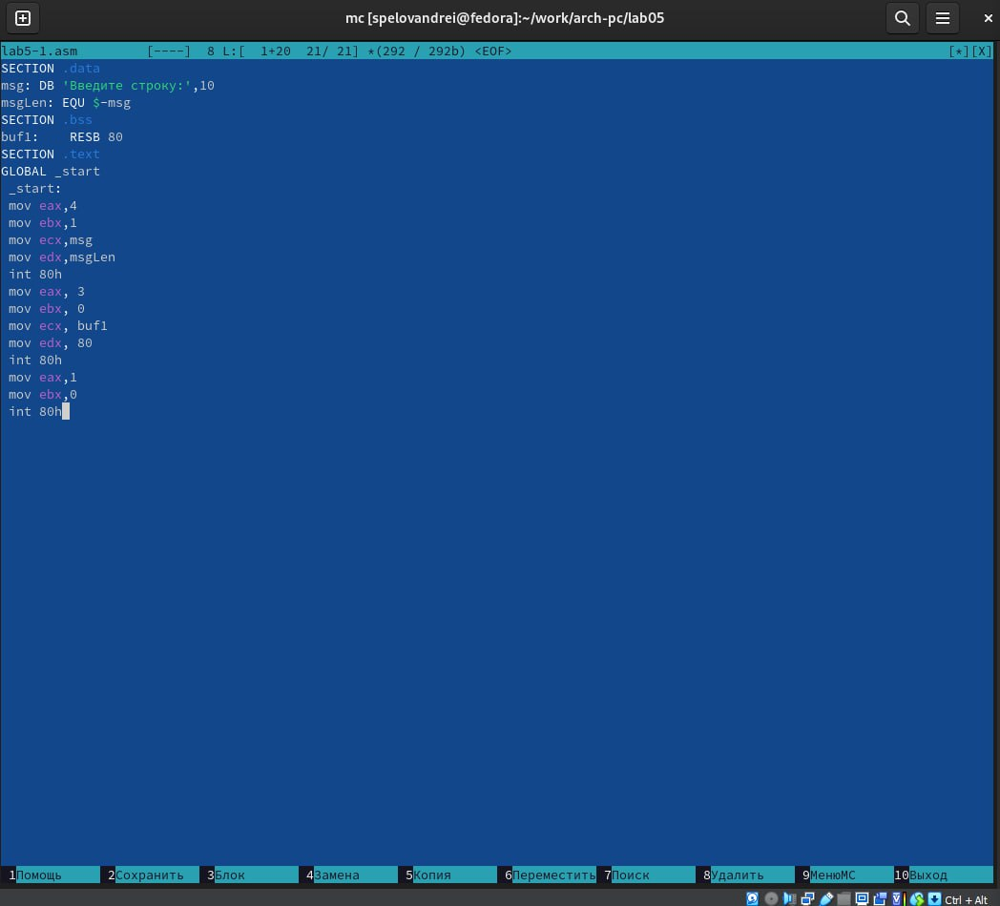 mc [spelovandrei@fedora]:~/work/arch-pc/lab05
lab5-1.asm [----] 8 L:[ 1+20 21/ 21] *(292 / 292b) <EOF> [*][X]
SECTION .data
msg: DB 'Введите строку:',10
msgLen: EQU $-msg
SECTION .bss
buf1: RESB 80
SECTION .text
GLOBAL _start
_start:
mov eax,4
mov ebx,1
mov ecx,msg
mov edx,msgLen
int 80h
mov eax, 3
mov ebx, 0
mov ecx, buf1
mov edx, 80
int 80h
mov eax,1
mov ebx,0
int 80h
1Помощь 2Сохранить 3Блок 4Замена 5Копия 6Переместить 7Поиск 8Удалить 9МенюMC 10Выход
Ctrl + Alt